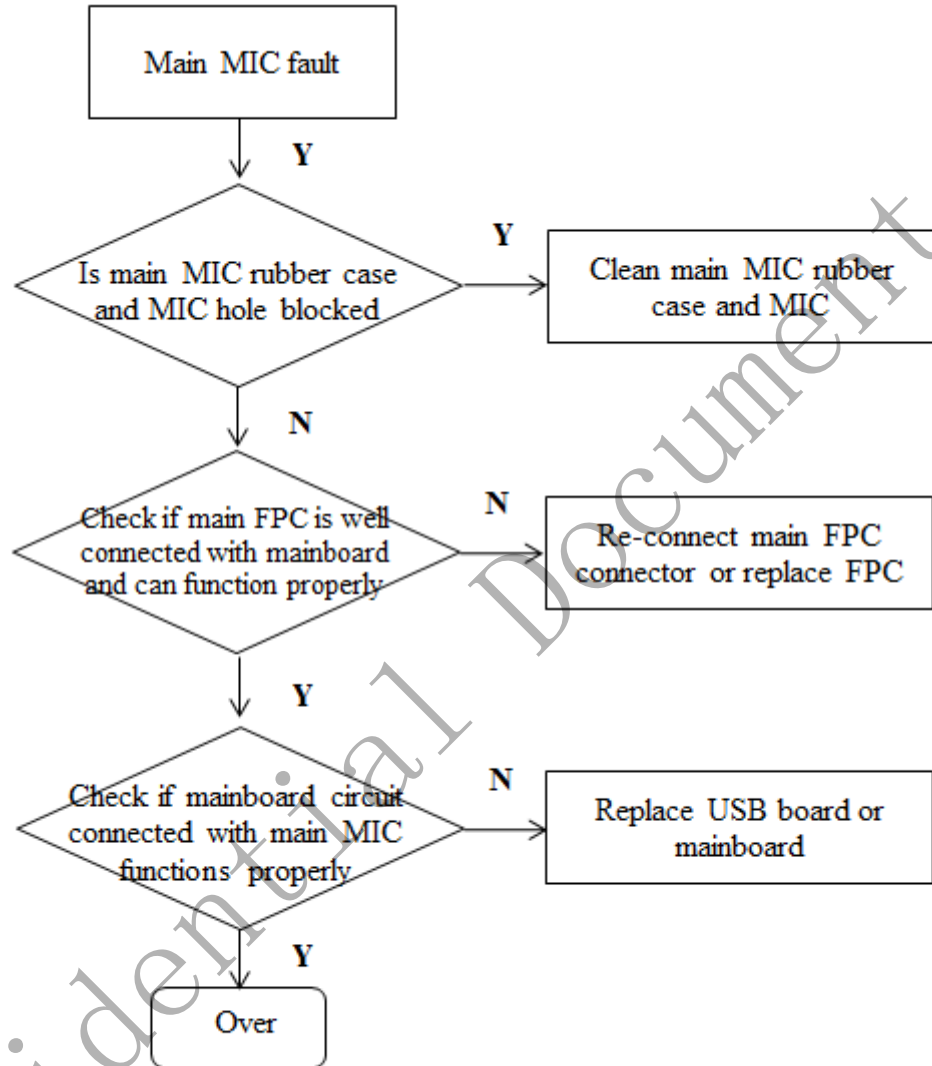 Main MIC fault
Y
Is main MIC rubber case
and MIC hole blocked
Y
Clean main MIC rubber
case and MIC
N
Check if main FPC is well
connected with mainboard
and can function properly
N
Re-connect main FPC
connector or replace FPC
Y
Check if mainboard circuit
connected with main MIC
functions properly
N
Replace USB board or
mainboard
Y
Over
idential Document